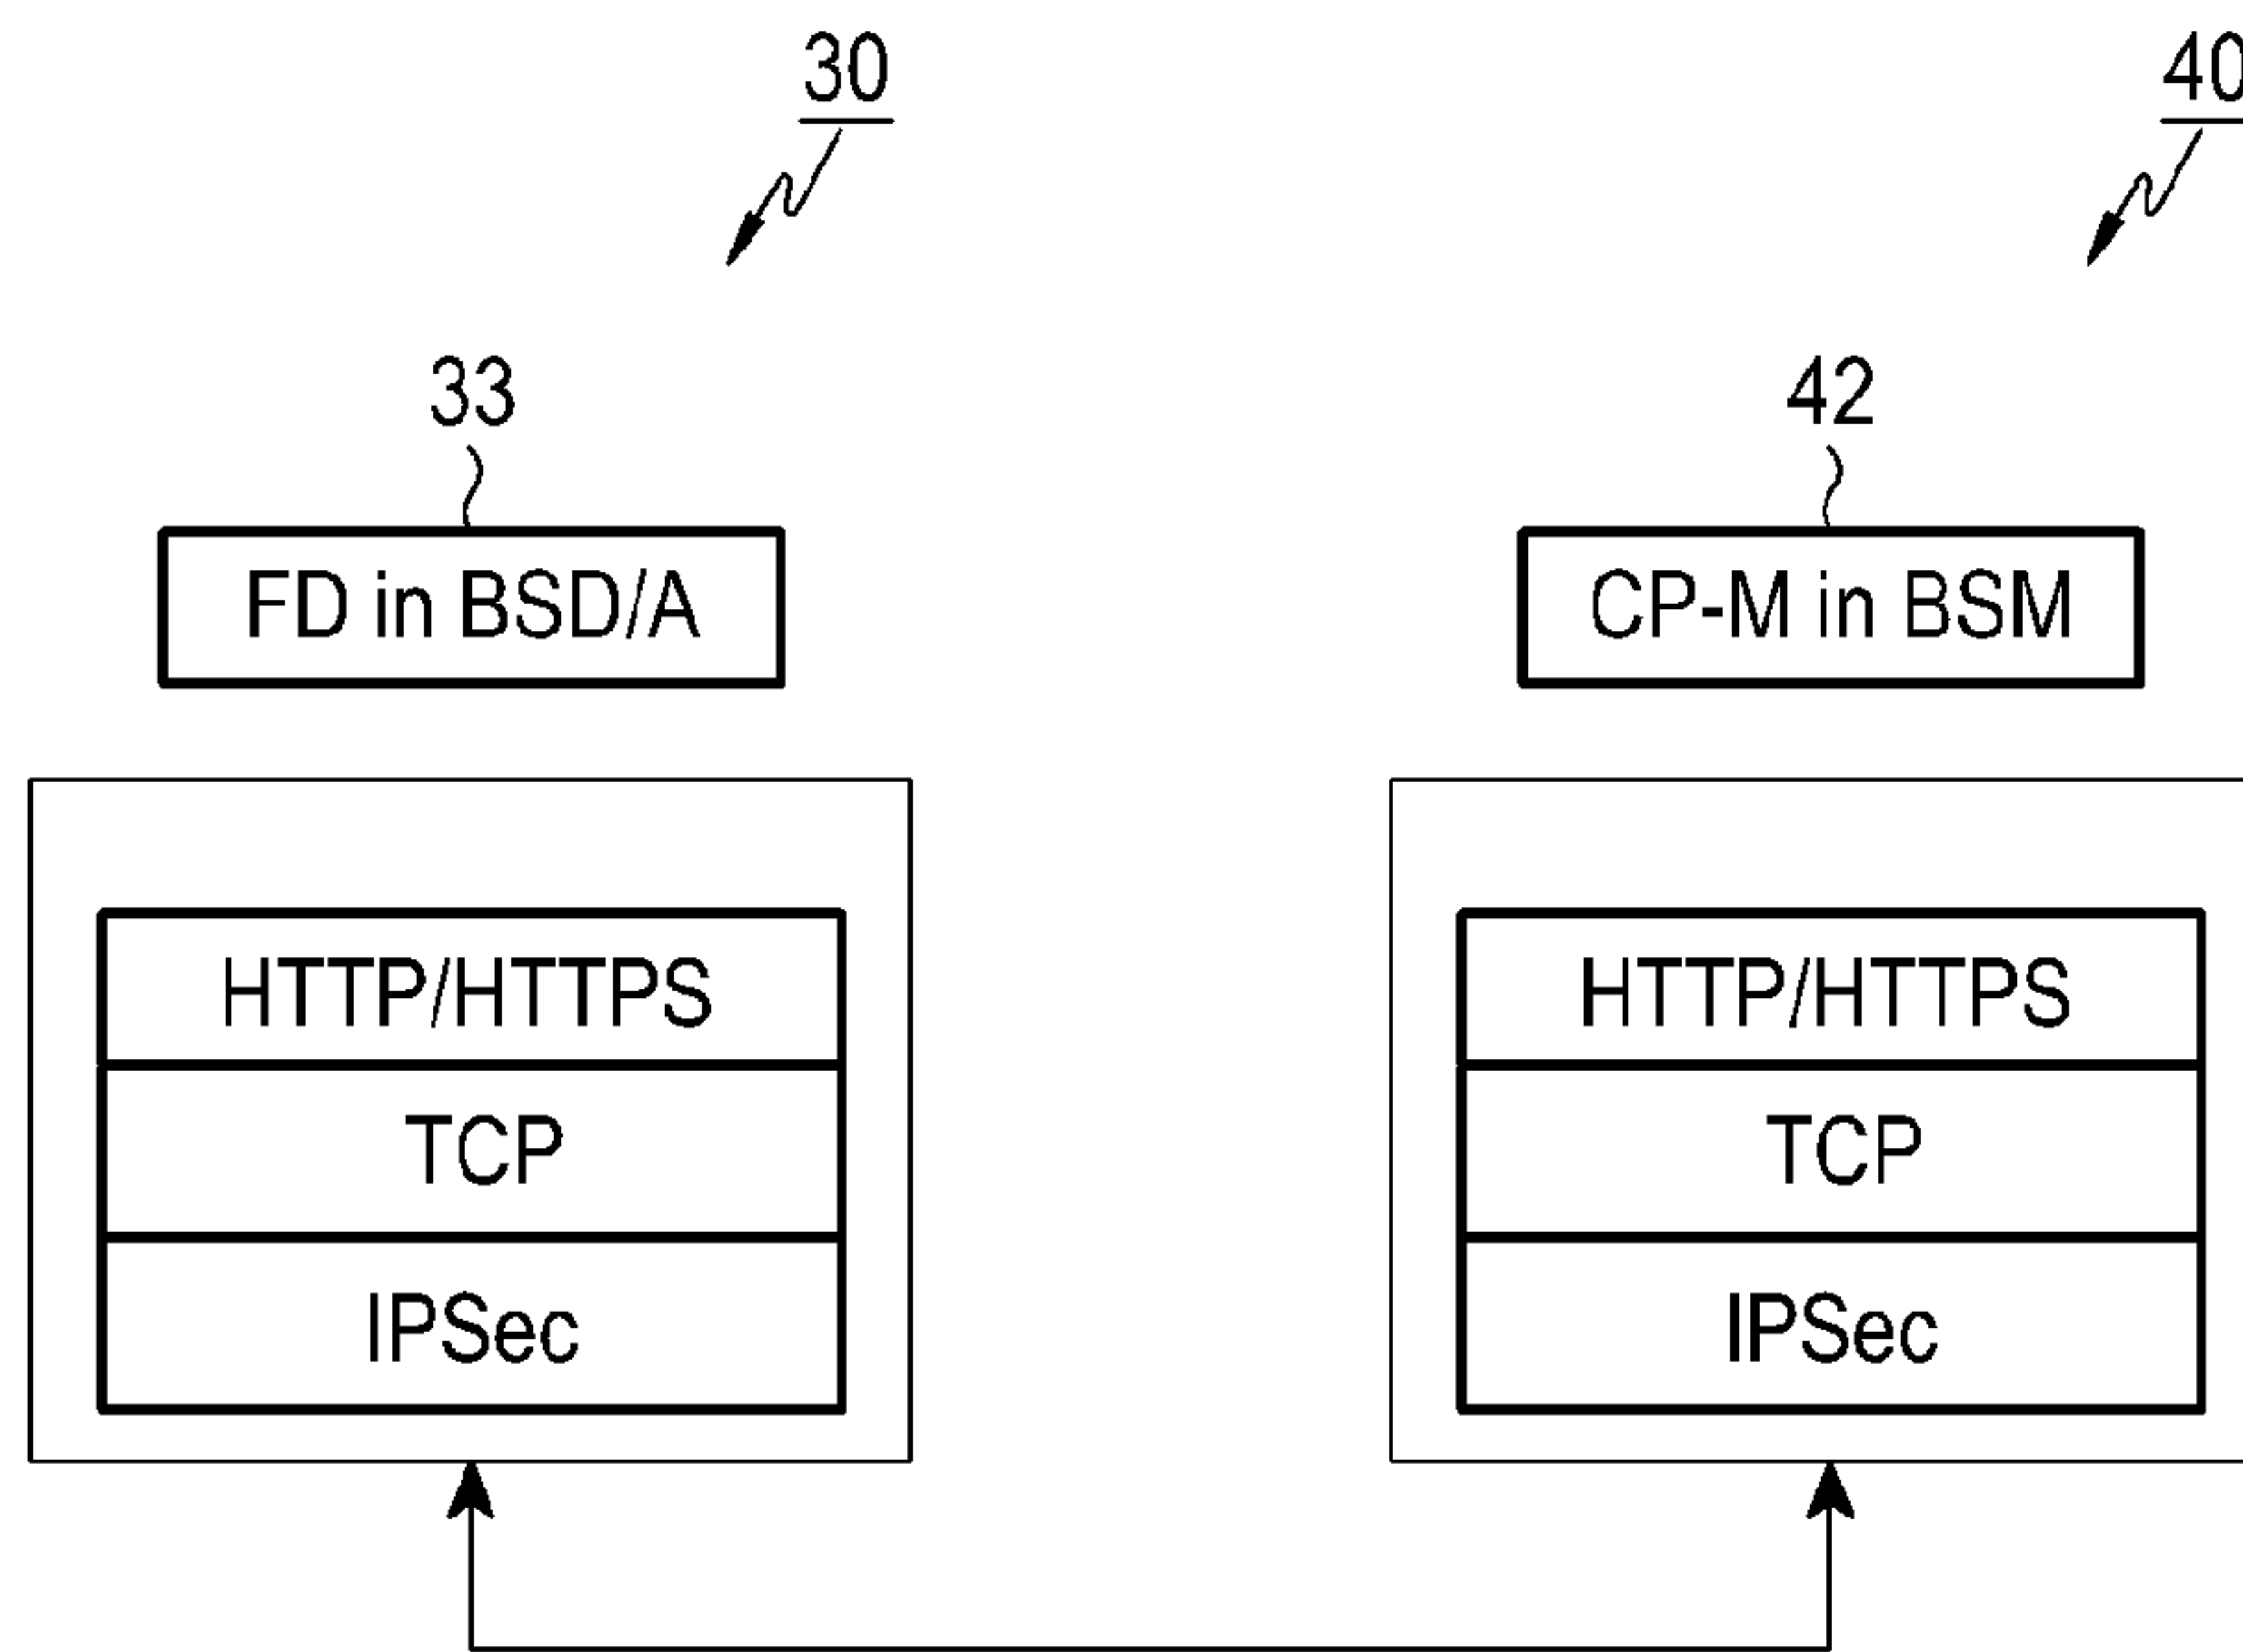 30
40
33
42
FD in BSD/A
CP-M in BSM
HTTP/HTTPS
HTTP/HTTPS
TCP
TCP
IPSec
IPSec